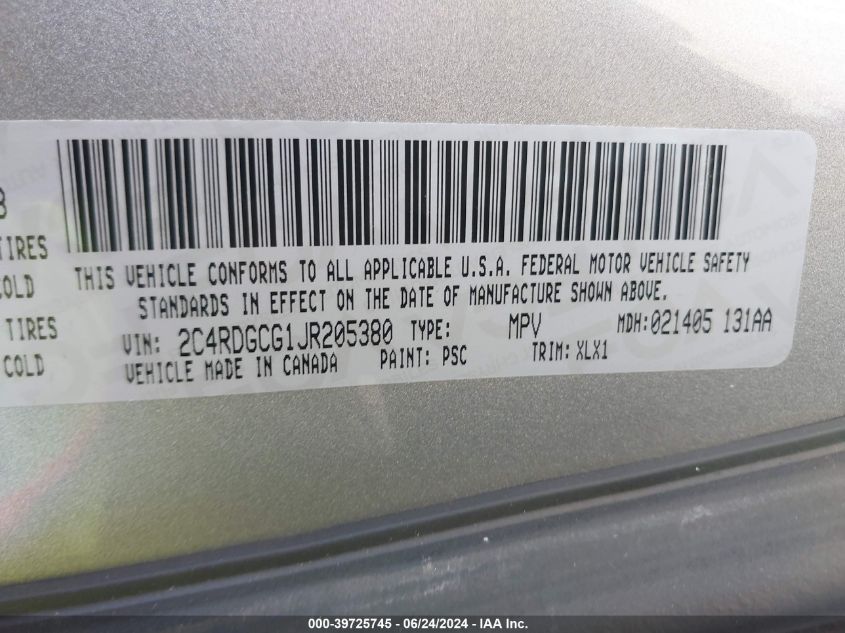 3
TIRES
COLD
TIRES
COLD
THIS VEHICLE CONFORMS TO ALL APPLICABLE U.S.A. FEDERAL MOTOR VEHICLE SAFETY
STANDARDS IN EFFECT ON THE DATE OF MANUFACTURE SHOWN ABOVE.
VIN: 2C4RDGCG1JR205380 TYPE: MPV MDH:021405 131AA
VEHICLE MADE IN CANADA PAINT: PSC TRIM: XLX1
000-39725745 / 06/24/2024 - IAA Inc.